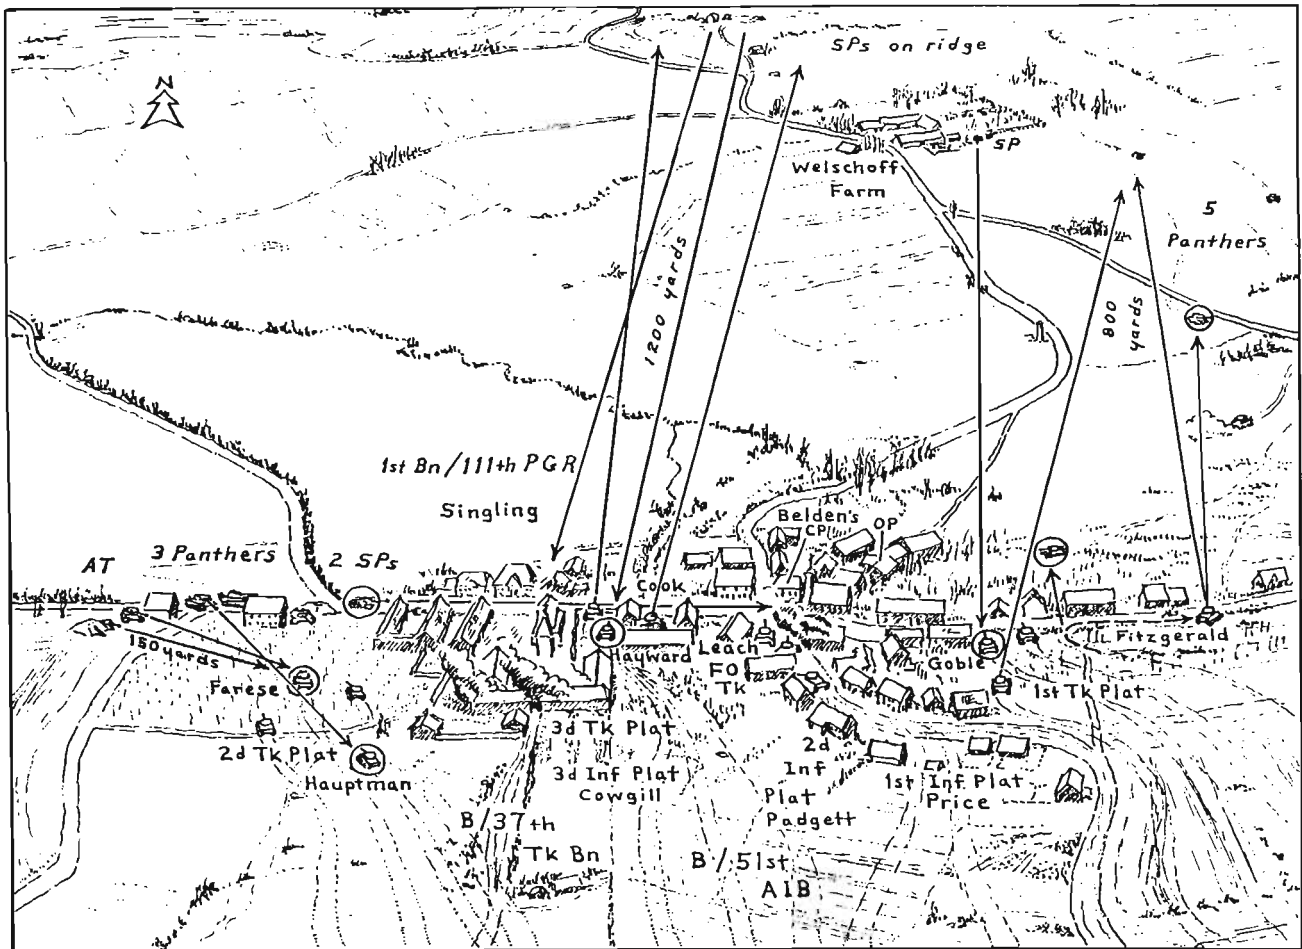 N
SPs on ridge
SP
Welschoff
Farm
5
Panthers
1200 yards
800
yards
1st Bn/111th PGR
Singling
Belden's
CP
OP
AT
3 Panthers
2 SPs
Cook
150 yards
Farese
Hayward
Leach
FO
Tk
Goble
Fitzgerald
1st Tk Plat
2d Tk Plat
Hauptman
3d Tk Plat
3d Inf Plat
Cowgill
2d
Inf
Plat
Padgett
1st Inf Plat
Price
B/37th
Tk Bn
B/51st
AIB